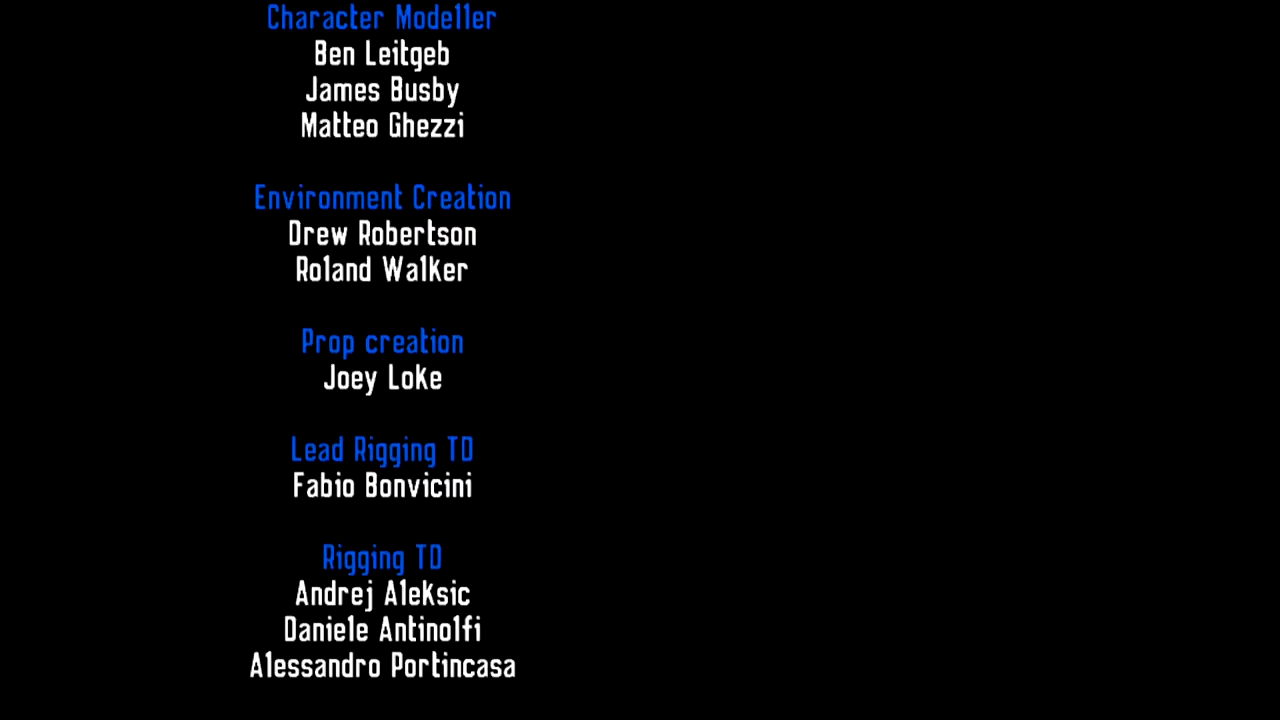 Character Modeller
Ben Leitgeb
James Busby
Matteo Ghezzi
Environment Creation
Drew Robertson
Roland Walker
Prop creation
Joey Loke
Lead Rigging TD
Fabio Bonvicini
Rigging TD
Andrej Aleksic
Daniele Antinolfi
Alessandro Portincasa